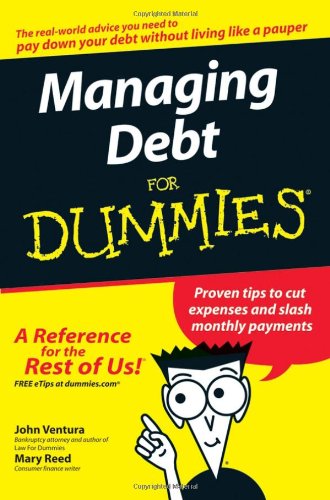 The real-world advice you need to
pay down your debt without living like a pauper
Managing
Debt
FOR
DUMMIES®
Proven tips to cut
expenses and slash
monthly payments
A Reference
for the
Rest of Us!®
FREE eTips at dummies.com®
John Ventura
Bankruptcy attorney and author of
Law For Dummies
Mary Reed
Consumer finance writer